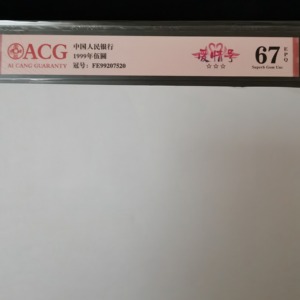 ACG
AI CANG GUARANTY
中国人民银行
1999年伍圆
冠号: FE99207520
爱情号
67
EPQ
Superb Gem Unc